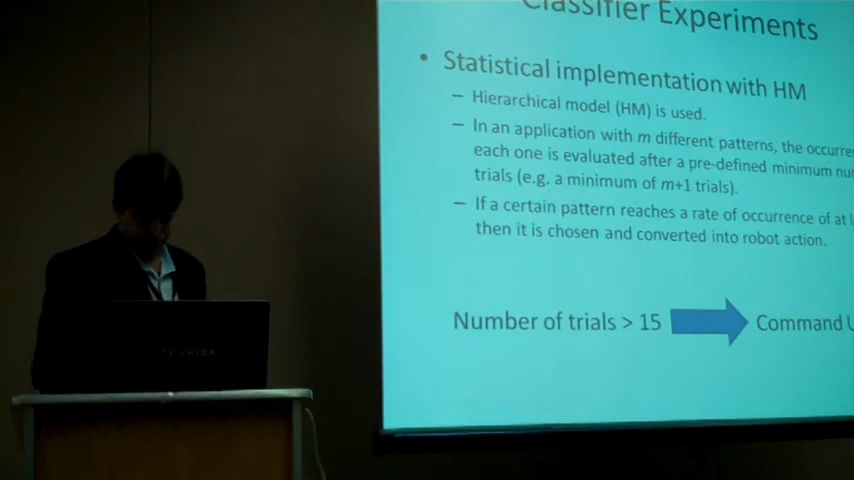 Classifier Experiments
• Statistical implementation with HM
– Hierarchical model (HM) is used.
– In an application with m different patterns, the
each one is evaluated after a pre-defined minimum
trials (e.g. a minimum of m+1 trials).
– If a certain pattern reaches a rate of occurrence of at
then it is chosen and converted into robot action.
Number of trials > 15
Command
TOSHIBA